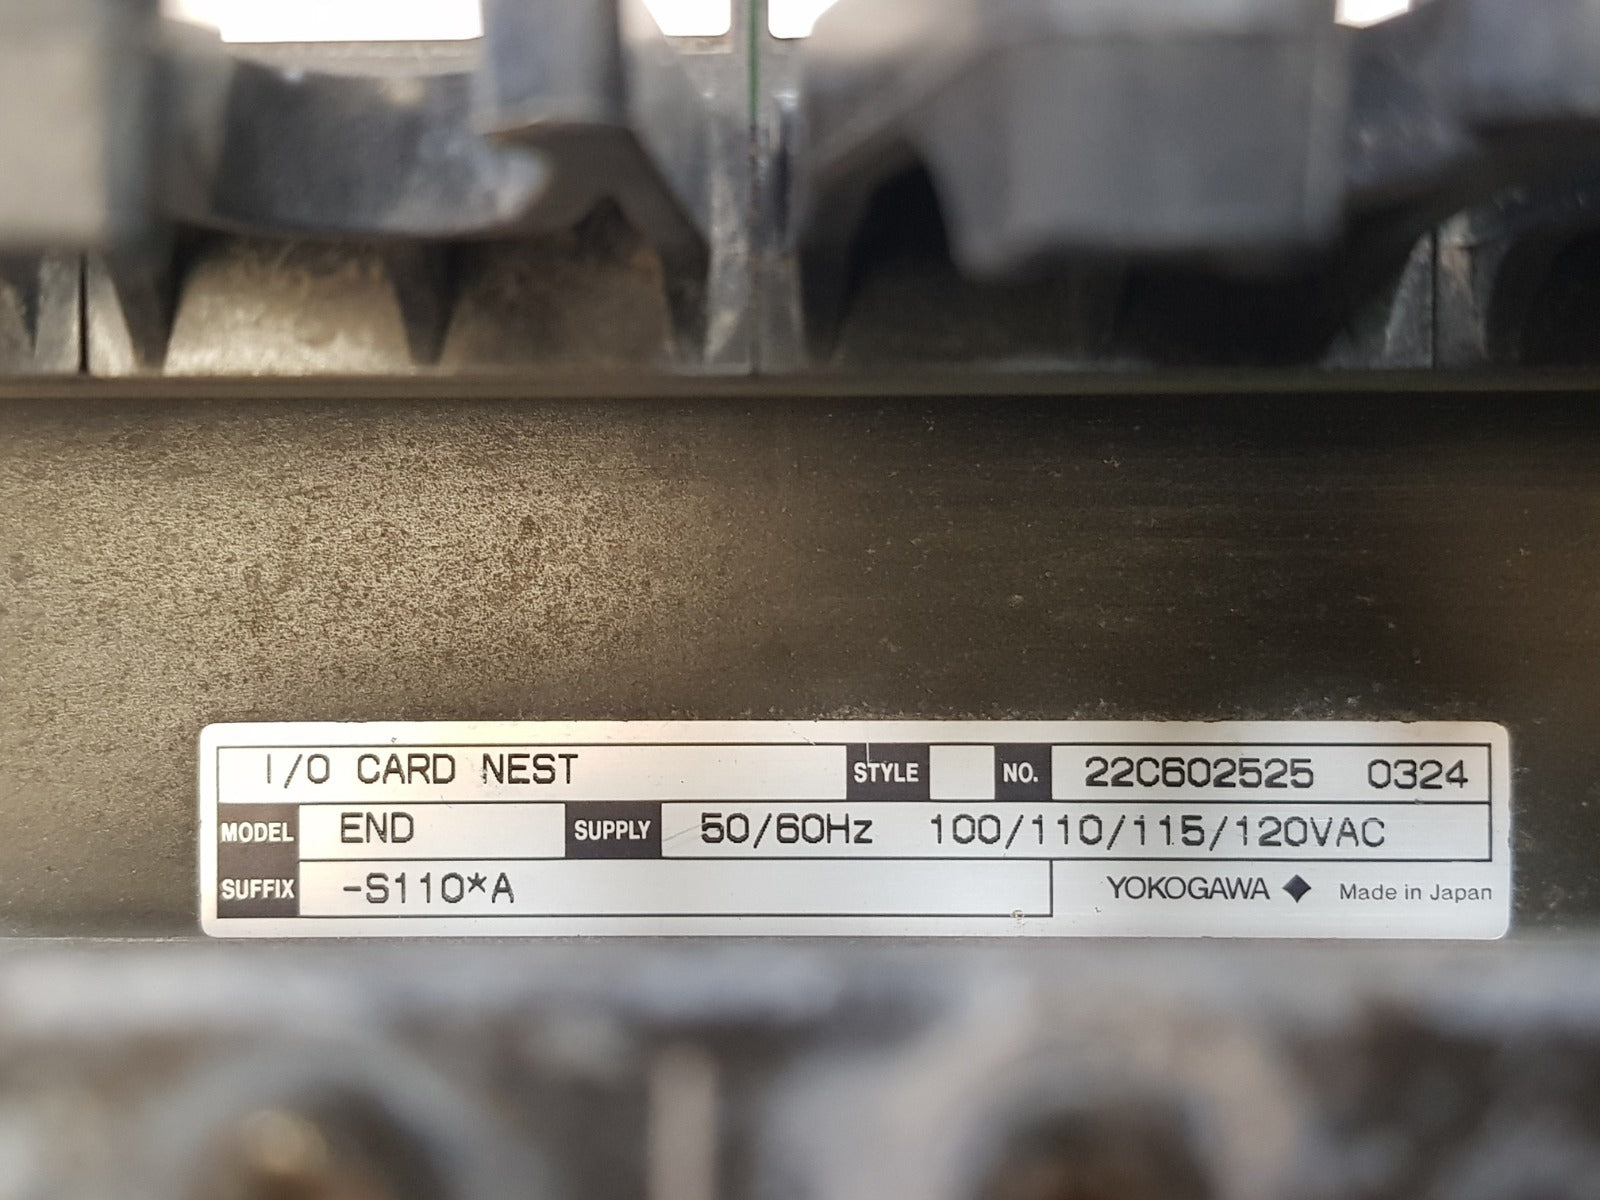 I/O CARD NEST STYLE NO. 22C602525 0324
MODEL END SUPPLY 50/60Hz 100/110/115/120VAC
SUFFIX -S110*A YOKOGAWA Made in Japan